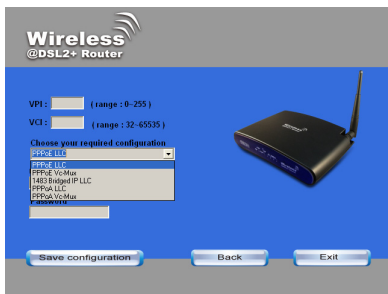 Wireless
@DSL2+ Router
VPI : ( range : 0~255 )
VCI : ( range : 32~65535 )
Choose your required configuration
PPPoE LLC
PPPoE LLC
PPPoE Vc-Mux
1483 Bridged IP LLC
PPPoA LLC
PPPoA Vc-Mux
Password
Save configuration
Back
Exit